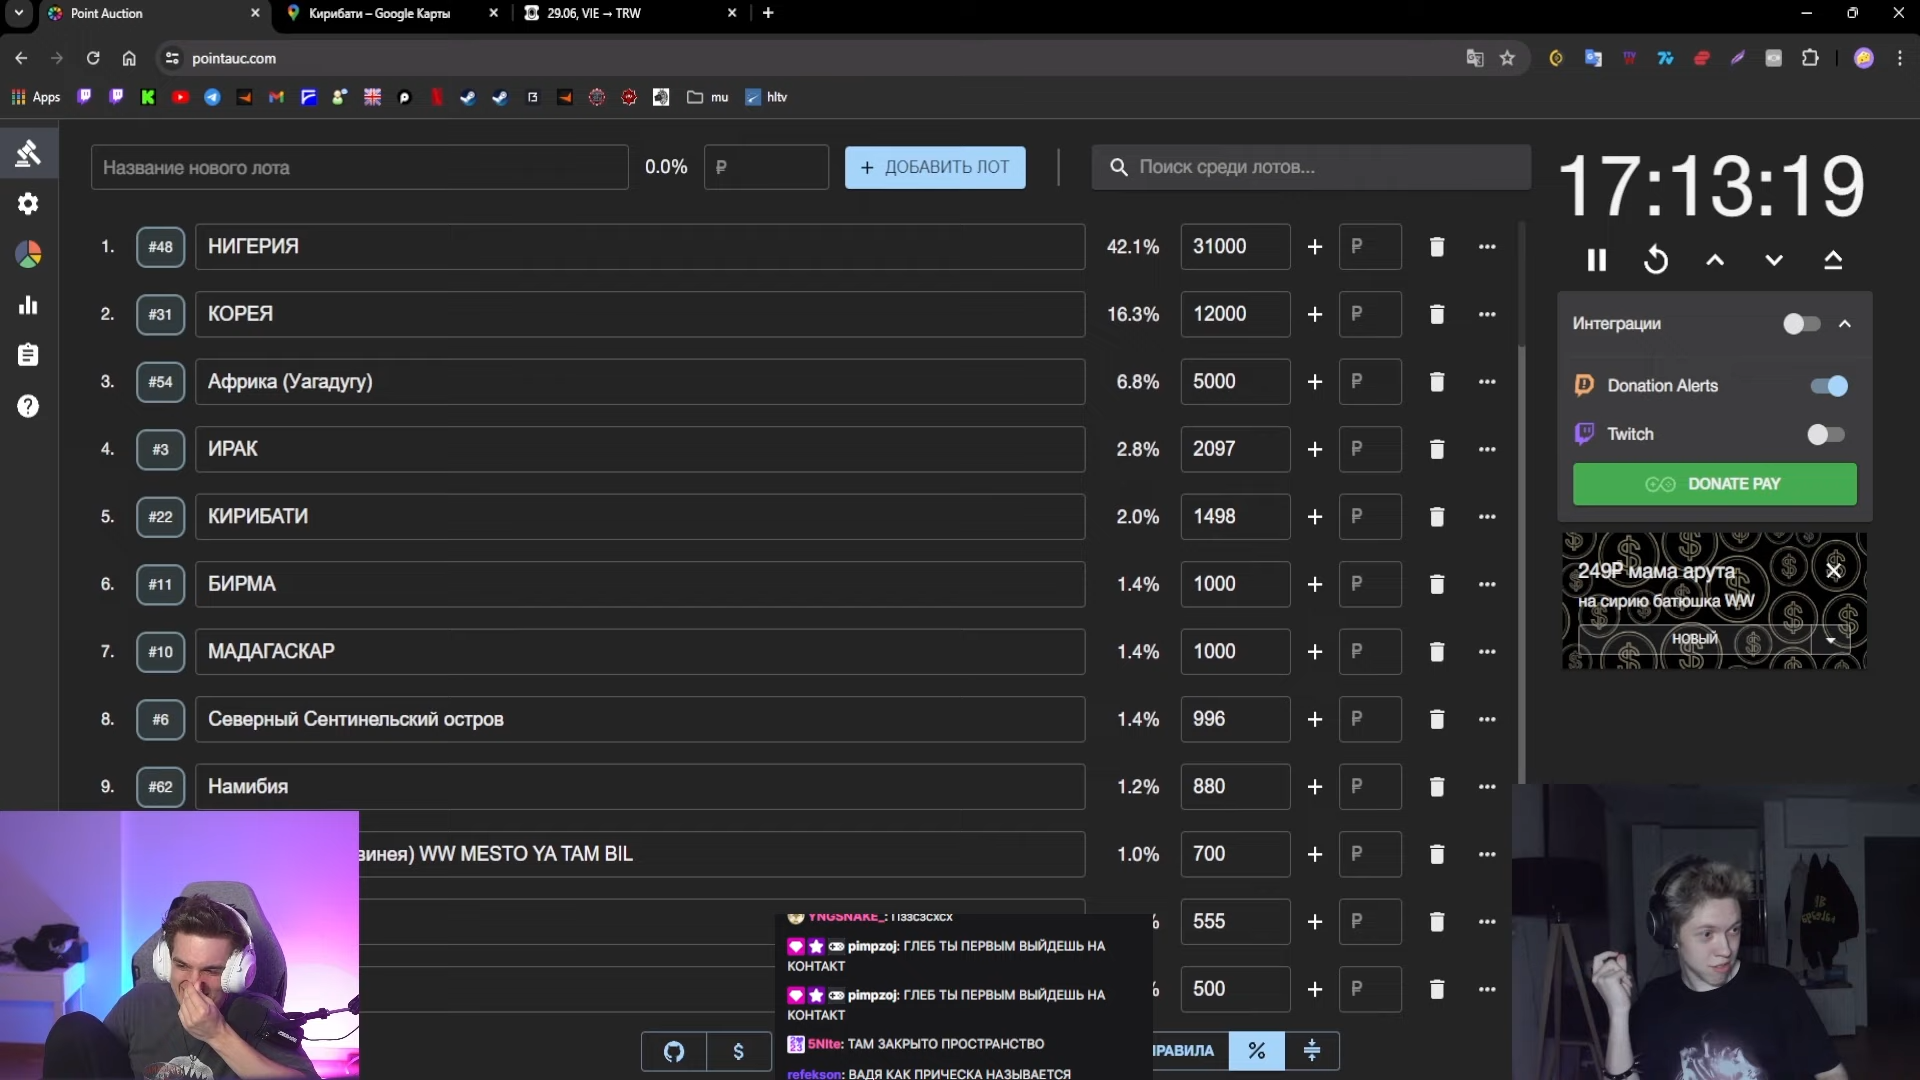 Point Auction
Кирибати – Google Карты
29.06, VIE → TRW
pointauc.com
Apps
mu
hltv
Название нового лота
0.0%
₽
+ ДОБАВИТЬ ЛОТ
Поиск среди лотов...
17:13:19
1. #48 НИГЕРИЯ 42.1% 31000 + ₽
2. #31 КОРЕЯ 16.3% 12000 + ₽
3. #54 Африка (Уагадугу) 6.8% 5000 + ₽
4. #3 ИРАК 2.8% 2097 + ₽
5. #22 КИРИБАТИ 2.0% 1498 + ₽
6. #11 БИРМА 1.4% 1000 + ₽
7. #10 МАДАГАСКАР 1.4% 1000 + ₽
8. #6 Северный Сентинельский остров 1.4% 996 + ₽
9. #62 Намибия 1.2% 880 + ₽
винея) WW MESTO YA TAM BIL 1.0% 700 + ₽
% 555 + ₽
% 500 + ₽
Интеграции
Donation Alerts
Twitch
DONATE PAY
249₽ мама арута
на сирию батюшка WW
НОВЫЙ
YNGSNAKE_:
pimpzoj: ГЛЕБ ТЫ ПЕРВЫМ ВЫЙДЕШЬ НА
КОНТАКТ
pimpzoj: ГЛЕБ ТЫ ПЕРВЫМ ВЫЙДЕШЬ НА
КОНТАКТ
5NIte: ТАМ ЗАКРЫТО ПРОСТРАНСТВО
refekson: ВАДЯ КАК ПРИЧЕСКА НАЗЫВАЕТСЯ
$
РАВИЛА
%